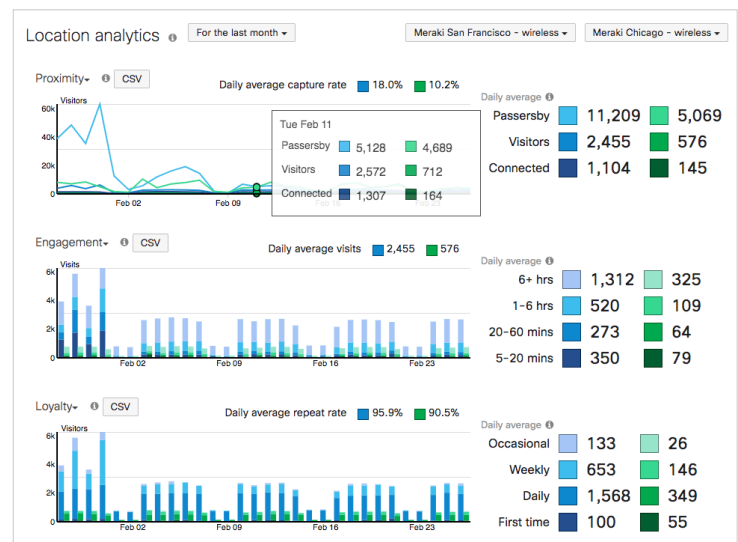 Location analytics
For the last month
Meraki San Francisco - wireless
Meraki Chicago - wireless
Proximity
CSV
Daily average capture rate 18.0% 10.2%
Visitors
60k
40k
20k
0
Feb 02
Feb 09
Feb 16
Feb 23
Tue Feb 11
Passersby 5,128 4,689
Visitors 2,572 712
Connected 1,307 164
Daily average
Passersby 11,209 5,069
Visitors 2,455 576
Connected 1,104 145
Engagement
CSV
Daily average visits 2,455 576
Visits
6k
4k
2k
0
Feb 02
Feb 09
Feb 16
Feb 23
Daily average
6+ hrs 1,312 325
1-6 hrs 520 109
20-60 mins 273 64
5-20 mins 350 79
Loyalty
CSV
Daily average repeat rate 95.9% 90.5%
Visitors
6k
4k
2k
0
Feb 02
Feb 09
Feb 16
Feb 23
Daily average
Occasional 133 26
Weekly 653 146
Daily 1,568 349
First time 100 55